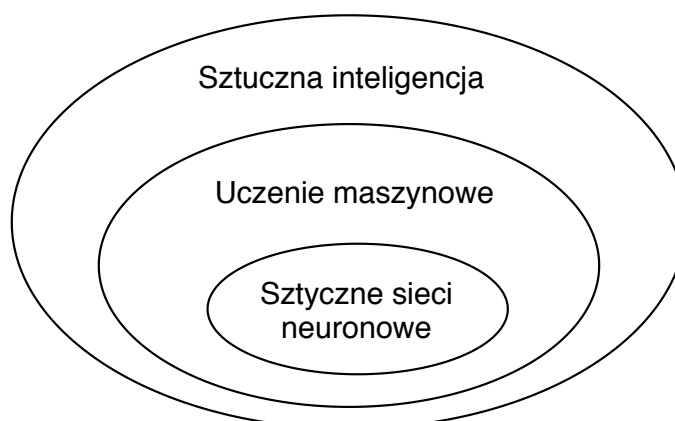 Sztuczna inteligencja
Uczenie maszynowe
Sztyczne sieci
neuronowe